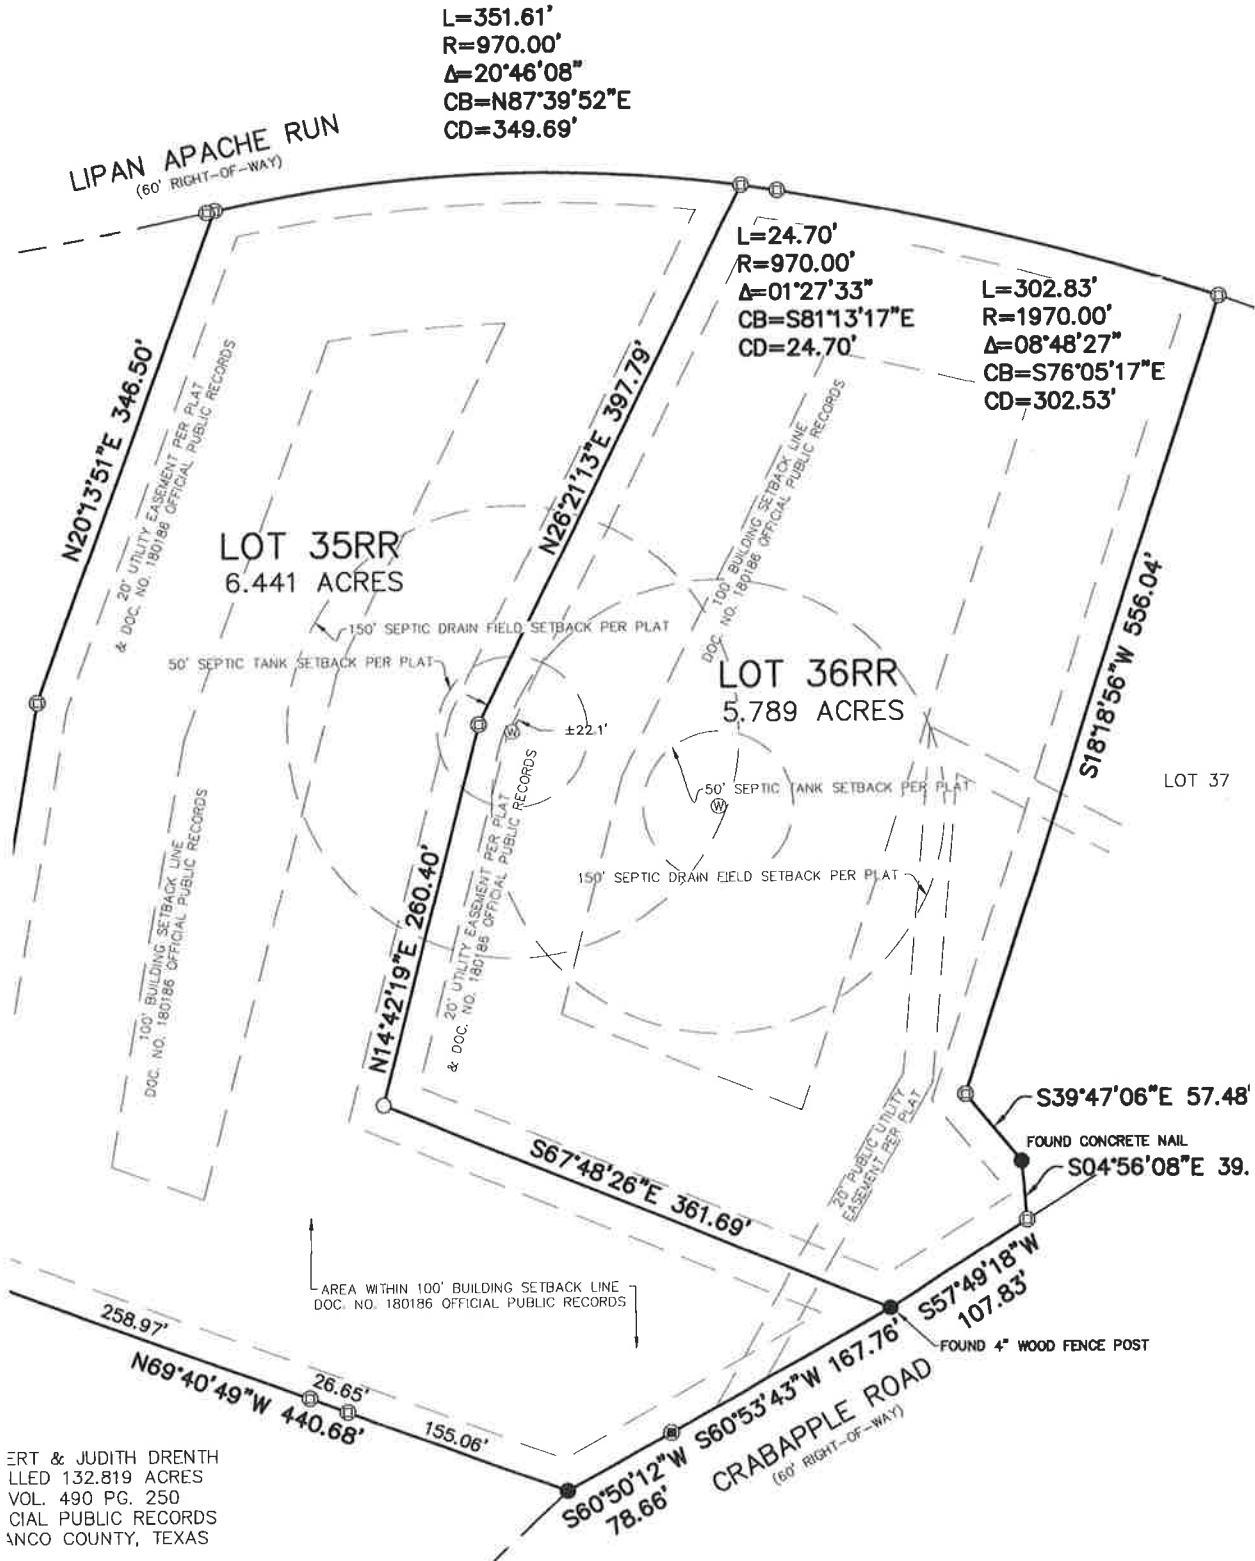 L=351.61'
R=970.00'
Δ=20°46'08"
CB=N87°39'52"E
CD=349.69'
LIPAN APACHE RUN
(60' RIGHT-OF-WAY)
L=24.70'
R=970.00'
Δ=01°27'33"
CB=S81°13'17"E
CD=24.70'
L=302.83'
R=1970.00'
Δ=08°48'27"
CB=S76°05'17"E
CD=302.53'
N20°13'51"E 346.50'
20' UTILITY EASEMENT PER PLAT
& DOC. NO. 180186 OFFICIAL PUBLIC RECORDS
N26°21'13"E 397.79'
100' BUILDING SETBACK LINE
DOC. NO. 180186 OFFICIAL PUBLIC RECORDS
S18°18'56"W 556.04'
LOT 35RR
6.441 ACRES
150' SEPTIC DRAIN FIELD SETBACK PER PLAT
50' SEPTIC TANK SETBACK PER PLAT
LOT 36RR
5.789 ACRES
W
±22.1'
LOT 37
50' SEPTIC TANK SETBACK PER PLAT
W
150' SEPTIC DRAIN FIELD SETBACK PER PLAT
100' BUILDING SETBACK LINE
DOC. NO. 180186 OFFICIAL PUBLIC RECORDS
N14°42'19"E 260.40'
20' UTILITY EASEMENT PER PLAT
& DOC. NO. 180186 OFFICIAL PUBLIC RECORDS
S39°47'06"E 57.48'
FOUND CONCRETE NAIL
S04°56'08"E 39.
20' PUBLIC UTILITY
EASEMENT PER PLAT
S67°48'26"E 361.69'
AREA WITHIN 100' BUILDING SETBACK LINE
DOC. NO. 180186 OFFICIAL PUBLIC RECORDS
S57°49'18"W
107.83'
FOUND 4" WOOD FENCE POST
258.97'
N69°40'49"W 440.68'
26.65'
155.06'
S60°53'43"W 167.76'
S60°50'12"W
78.66'
CRABAPPLE ROAD
(60' RIGHT-OF-WAY)
ERT & JUDITH DRENTH
LLED 132.819 ACRES
VOL. 490 PG. 250
CIAL PUBLIC RECORDS
ANCO COUNTY, TEXAS